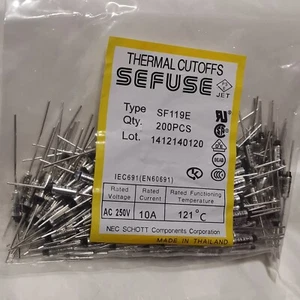 THERMAL CUTOFFS
SEFUSE
JET
Type SF119E
Qty. 200PCS
Lot. 1412140120
IEC691(EN60691)
Rated Voltage Rated Current Rated Functioning Temperature
AC 250V 10A 121°C
NEC SCHOTT Components Corporation
MADE IN THAILAND